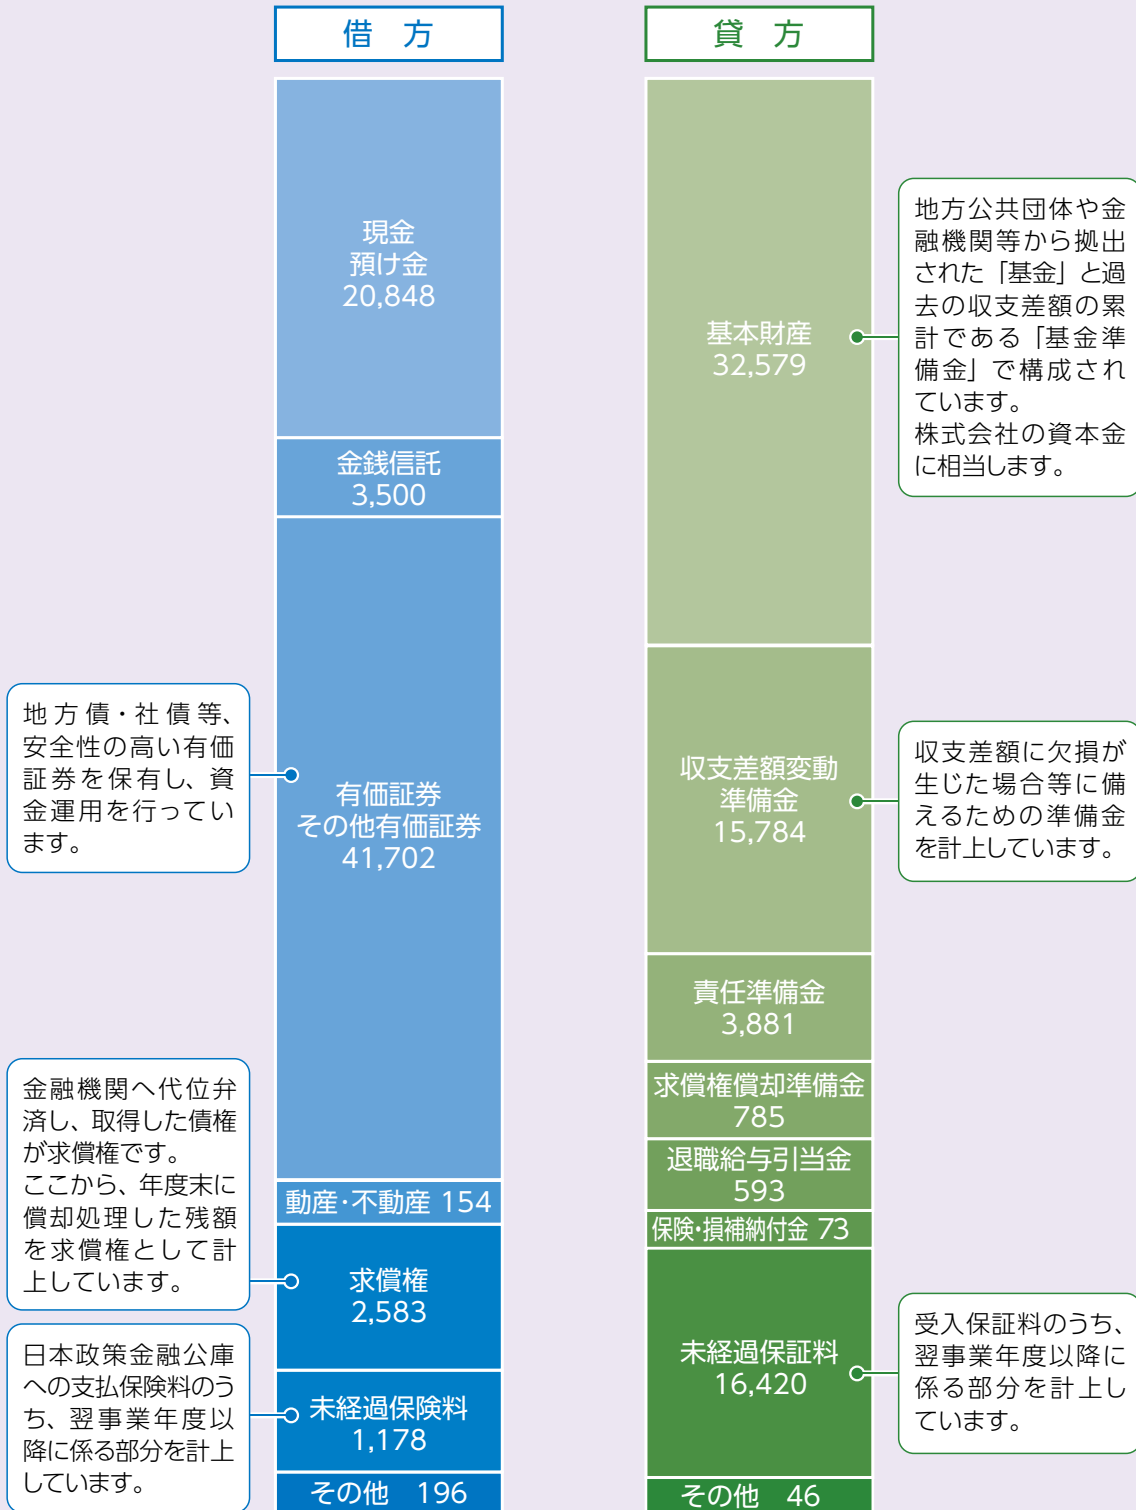 借 方
現金
預け金
20,848
金銭信託
3,500
有価証券
その他有価証券
41,702
動産・不動産 154
求償権
2,583
未経過保険料
1,178
その他 196
地方債・社債等、
安全性の高い有価
証券を保有し、資
金運用を行ってい
ます。
金融機関へ代位弁
済し、取得した債権
が求償権です。
ここから、年度末に
償却処理した残額
を求償権として計
上しています。
日本政策金融公庫
への支払保険料のう
ち、翌事業年度以
降に係る部分を計上
しています。
貸 方
基本財産
32,579
収支差額変動
準備金
15,784
責任準備金
3,881
求償権償却準備金
785
退職給与引当金
593
保険・損補納付金 73
未経過保証料
16,420
その他 46
地方公共団体や金
融機関等から拠出
された「基金」と過
去の収支差額の累
計である「基金準
備金」で構成され
ています。
株式会社の資本金
に相当します。
収支差額に欠損が
生じた場合等に備
えるための準備金
を計上しています。
受入保証料のうち、
翌事業年度以降に
係る部分を計上し
ています。